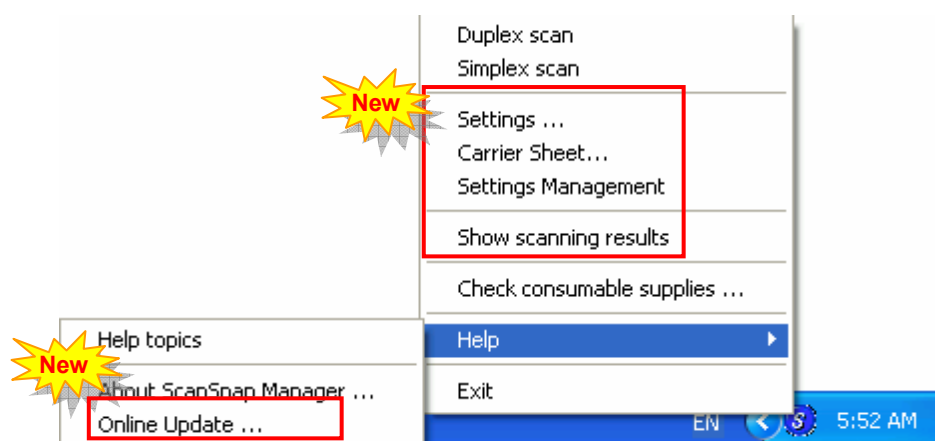 Duplex scan
Simplex scan
New
Settings ...
Carrier Sheet...
Settings Management
Show scanning results
Check consumable supplies ...
Help
Exit
Help topics
New
About ScanSnap Manager ...
Online Update ...
EN
S
5:52 AM